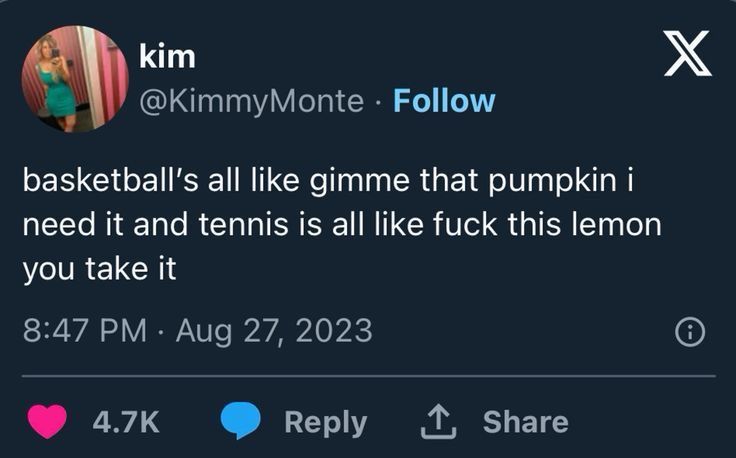 kim
@KimmyMonte · Follow
basketball’s all like gimme that pumpkin i
need it and tennis is all like fuck this lemon
you take it
8:47 PM · Aug 27, 2023
4.7K Reply Share